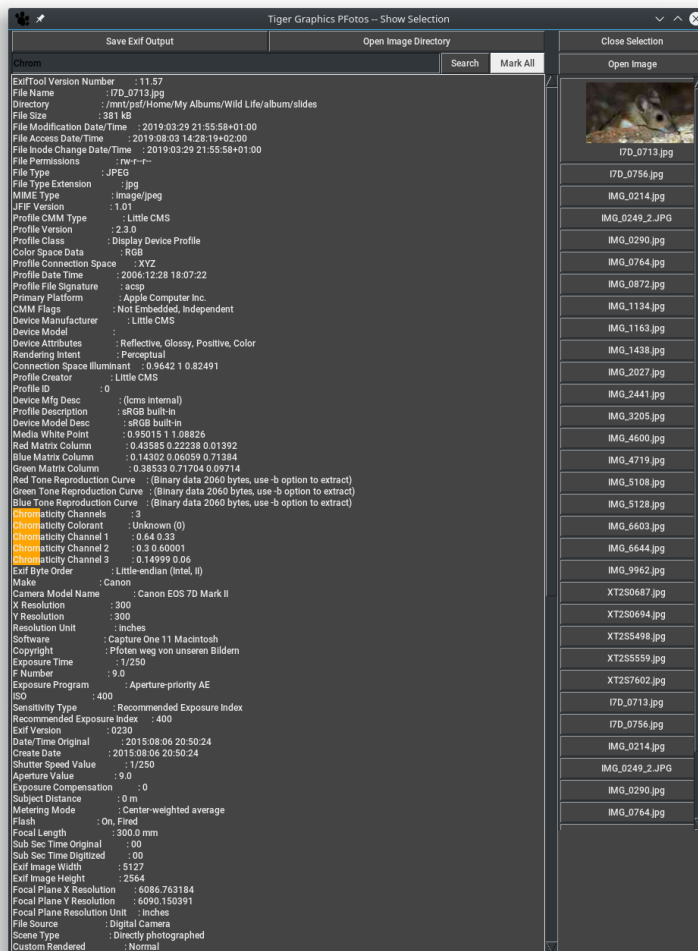 Tiger Graphics PFotos -- Show Selection
Save Exif Output
Open Image Directory
Close Selection
Chrom
Search
Mark All
Open Image
ExifTool Version Number : 11.57
File Name : I7D_0713.jpg
Directory : /mnt/psf/Home/My Albums/Wild Life/album/slides
File Size : 381 kB
File Modification Date/Time : 2019:03:29 21:55:58+01:00
File Access Date/Time : 2019:08:03 14:28:19+02:00
File Inode Change Date/Time : 2019:03:29 21:55:58+01:00
File Permissions : rw-r--r--
File Type : JPEG
File Type Extension : jpg
MIME Type : image/jpeg
JFIF Version : 1.01
Profile CMM Type : Little CMS
Profile Version : 2.3.0
Profile Class : Display Device Profile
Color Space Data : RGB
Profile Connection Space : XYZ
Profile Date Time : 2006:12:28 18:07:22
Profile File Signature : acsp
Primary Platform : Apple Computer Inc.
CMM Flags : Not Embedded, Independent
Device Manufacturer : Little CMS
Device Model :
Device Attributes : Reflective, Glossy, Positive, Color
Rendering Intent : Perceptual
Connection Space Illuminant : 0.9642 1 0.82491
Profile Creator : Little CMS
Profile ID : 0
Device Mfg Desc : (lcms internal)
Profile Description : sRGB built-in
Device Model Desc : sRGB built-in
Media White Point : 0.95015 1 1.08826
Red Matrix Column : 0.43585 0.22238 0.01392
Blue Matrix Column : 0.14302 0.06059 0.71384
Green Matrix Column : 0.38533 0.71704 0.09714
Red Tone Reproduction Curve : (Binary data 2060 bytes, use -b option to extract)
Green Tone Reproduction Curve : (Binary data 2060 bytes, use -b option to extract)
Blue Tone Reproduction Curve : (Binary data 2060 bytes, use -b option to extract)
Chromaticity Channels : 3
Chromaticity Colorant : Unknown (0)
Chromaticity Channel 1 : 0.64 0.33
Chromaticity Channel 2 : 0.3 0.60001
Chromaticity Channel 3 : 0.14999 0.06
Exif Byte Order : Little-endian (Intel, II)
Make : Canon
Camera Model Name : Canon EOS 7D Mark II
X Resolution : 300
Y Resolution : 300
Resolution Unit : inches
Software : Capture One 11 Macintosh
Copyright : Pfoten weg von unseren Bildern
Exposure Time : 1/250
F Number : 9.0
Exposure Program : Aperture-priority AE
ISO : 400
Sensitivity Type : Recommended Exposure Index
Recommended Exposure Index : 400
Exif Version : 0230
Date/Time Original : 2015:08:06 20:50:24
Create Date : 2015:08:06 20:50:24
Shutter Speed Value : 1/250
Aperture Value : 9.0
Exposure Compensation : 0
Subject Distance : 0 m
Metering Mode : Center-weighted average
Flash : On, Fired
Focal Length : 300.0 mm
Sub Sec Time Original : 00
Sub Sec Time Digitized : 00
Exif Image Width : 5127
Exif Image Height : 2564
Focal Plane X Resolution : 6086.763184
Focal Plane Y Resolution : 6090.150391
Focal Plane Resolution Unit : inches
File Source : Digital Camera
Scene Type : Directly photographed
Custom Rendered : Normal
I7D_0713.jpg
I7D_0756.jpg
IMG_0214.jpg
IMG_0249_2.JPG
IMG_0290.jpg
IMG_0764.jpg
IMG_0872.jpg
IMG_1134.jpg
IMG_1163.jpg
IMG_1438.jpg
IMG_2027.jpg
IMG_2441.jpg
IMG_3205.jpg
IMG_4600.jpg
IMG_4719.jpg
IMG_5108.jpg
IMG_5128.jpg
IMG_6603.jpg
IMG_6644.jpg
IMG_9962.jpg
XT2S0687.jpg
XT2S0694.jpg
XT2S5498.jpg
XT2S5559.jpg
XT2S7602.jpg
I7D_0713.jpg
I7D_0756.jpg
IMG_0214.jpg
IMG_0249_2.JPG
IMG_0290.jpg
IMG_0764.jpg